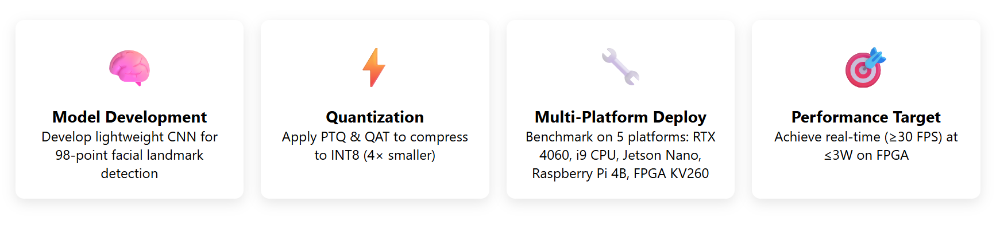 Model Development
Develop lightweight CNN for
98-point facial landmark
detection
Quantization
Apply PTQ & QAT to compress
to INT8 (4× smaller)
Multi-Platform Deploy
Benchmark on 5 platforms: RTX
4060, i9 CPU, Jetson Nano,
Raspberry Pi 4B, FPGA KV260
Performance Target
Achieve real-time (≥30 FPS) at
≤3W on FPGA